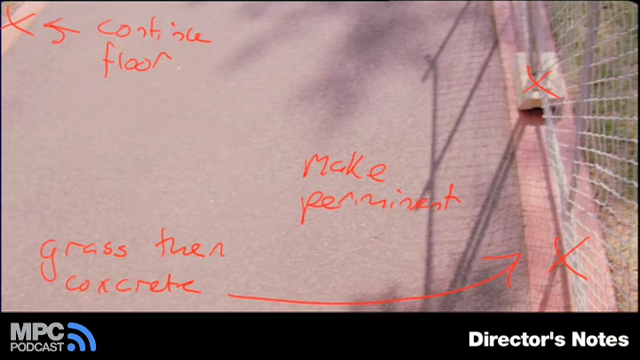 X ← continue
floor
X
Make
perminent
grass then
concrete
X
MPC
PODCAST
Director's Notes